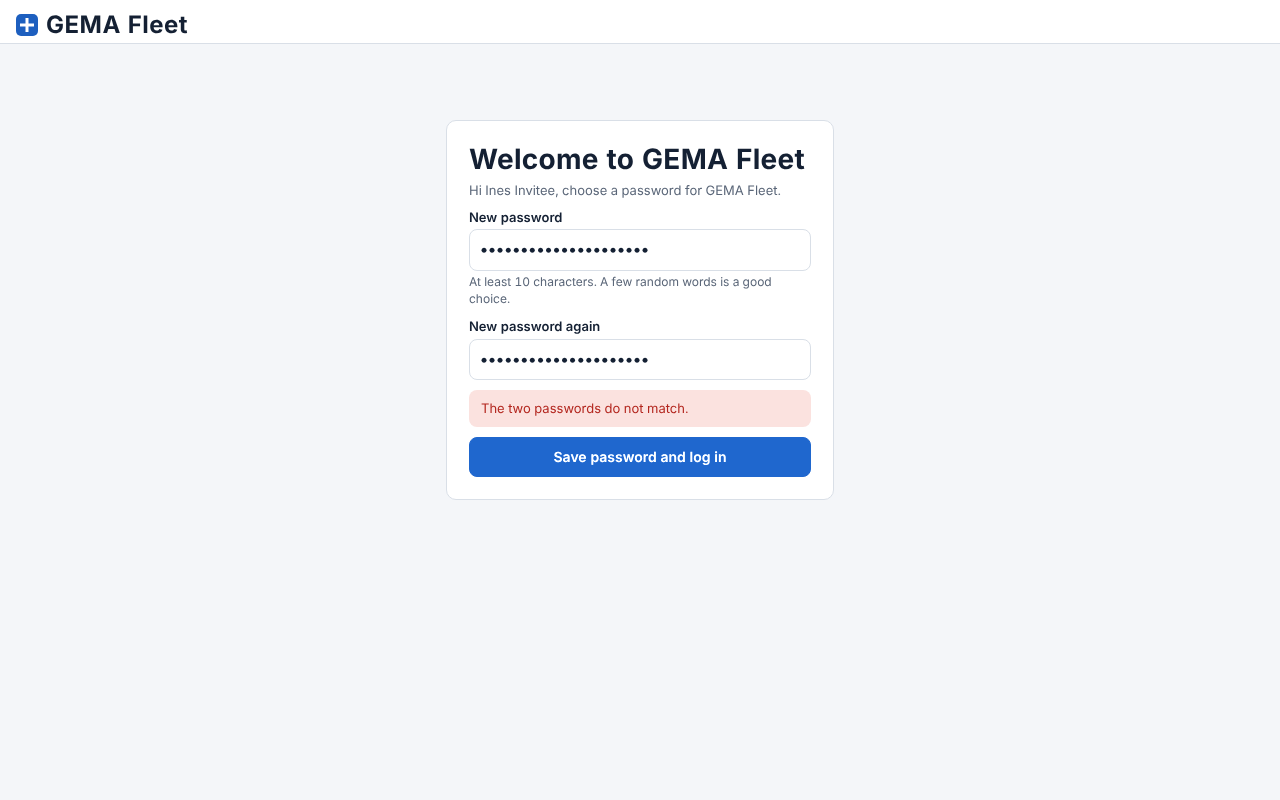 GEMA Fleet
Welcome to GEMA Fleet
Hi Ines Invitee, choose a password for GEMA Fleet.
New password
•••••••••••••••••••••
At least 10 characters. A few random words is a good
choice.
New password again
•••••••••••••••••••••
The two passwords do not match.
Save password and log in